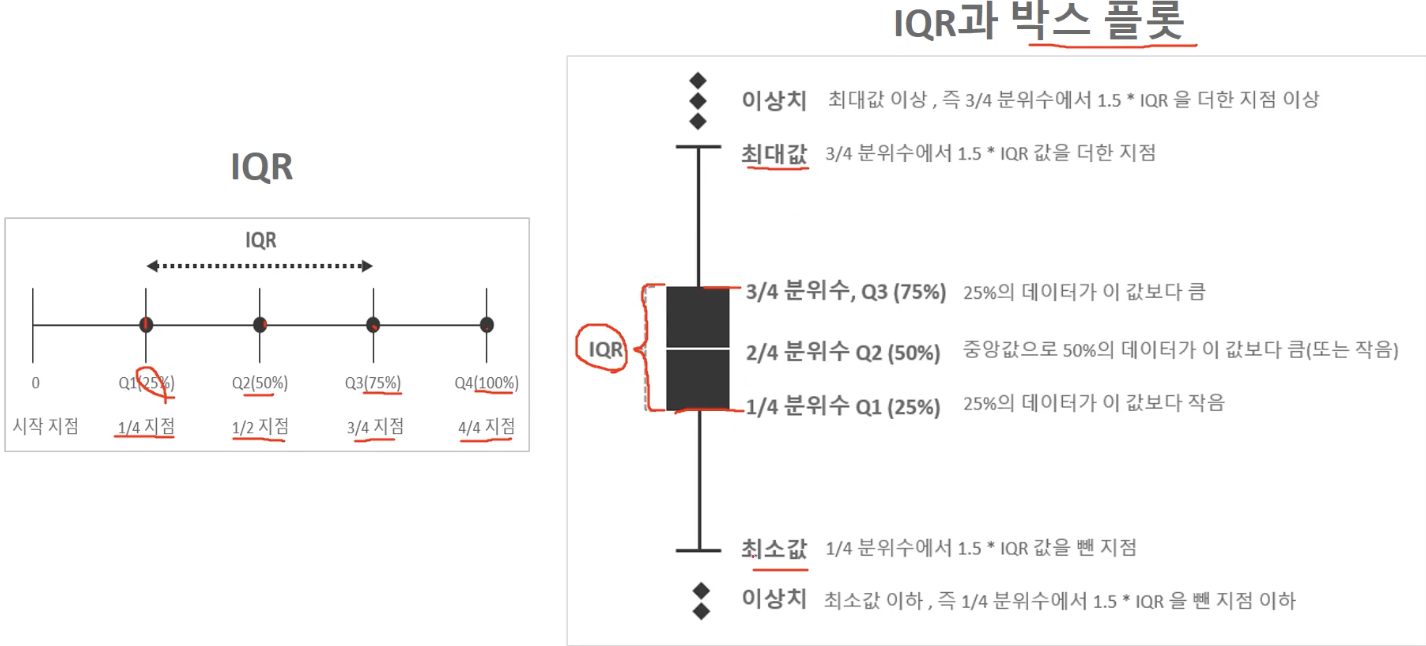 IQR
IQR
0
Q1(25%)
Q2(50%)
Q3(75%)
Q4(100%)
시작 지점
1/4 지점
1/2 지점
3/4 지점
4/4 지점
IQR과 박스 플롯
이상치 최대값 이상 , 즉 3/4 분위수에서 1.5 * IQR 을 더한 지점 이상
최대값 3/4 분위수에서 1.5 * IQR 값을 더한 지점
3/4 분위수, Q3 (75%) 25%의 데이터가 이 값보다 큼
IQR
2/4 분위수 Q2 (50%) 중앙값으로 50%의 데이터가 이 값보다 큼(또는 작음)
1/4 분위수 Q1 (25%) 25%의 데이터가 이 값보다 작음
최소값 1/4 분위수에서 1.5 * IQR 값을 뺀 지점
이상치 최소값 이하 , 즉 1/4 분위수에서 1.5 * IQR 을 뺀 지점 이하